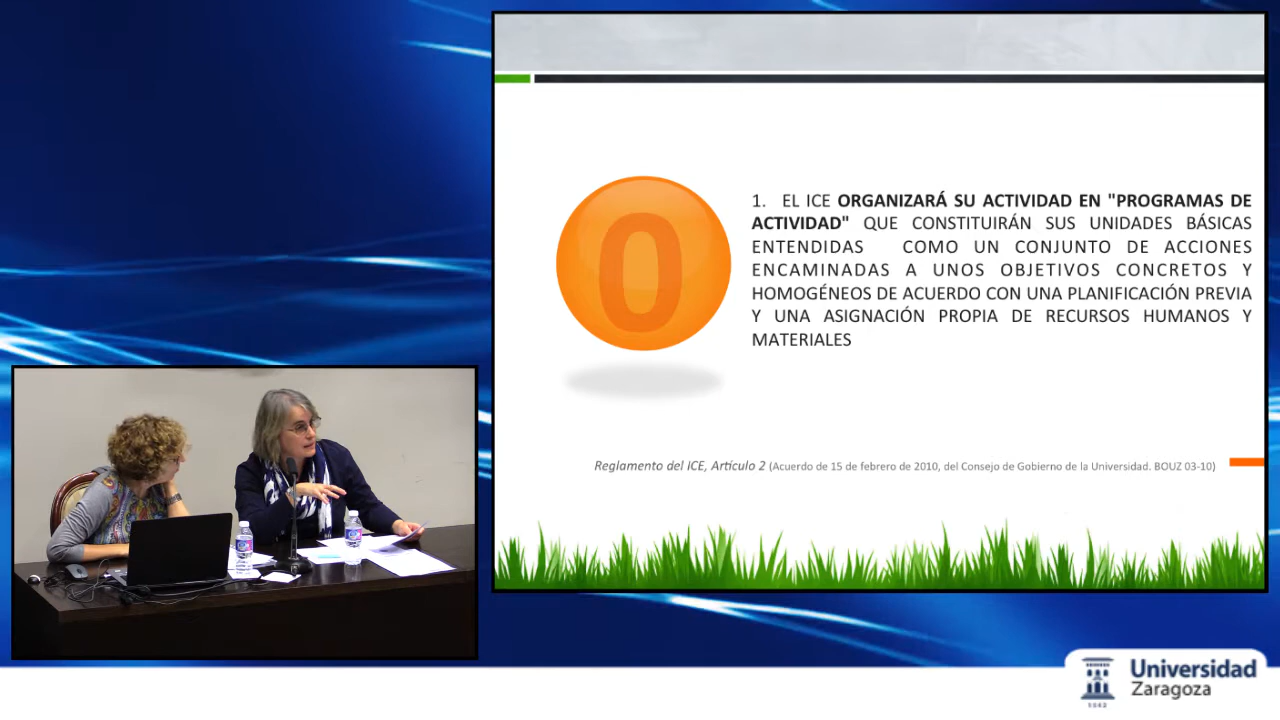 0
1. EL ICE ORGANIZARÁ SU ACTIVIDAD EN "PROGRAMAS DE
ACTIVIDAD" QUE CONSTITUIRÁN SUS UNIDADES BÁSICAS
ENTENDIDAS COMO UN CONJUNTO DE ACCIONES
ENCAMINADAS A UNOS OBJETIVOS CONCRETOS Y
HOMOGÉNEOS DE ACUERDO CON UNA PLANIFICACIÓN PREVIA
Y UNA ASIGNACIÓN PROPIA DE RECURSOS HUMANOS Y
MATERIALES
Reglamento del ICE, Artículo 2 (Acuerdo de 15 de febrero de 2010, del Consejo de Gobierno de la Universidad. BOUZ 03-10)
Universidad
Zaragoza
1542